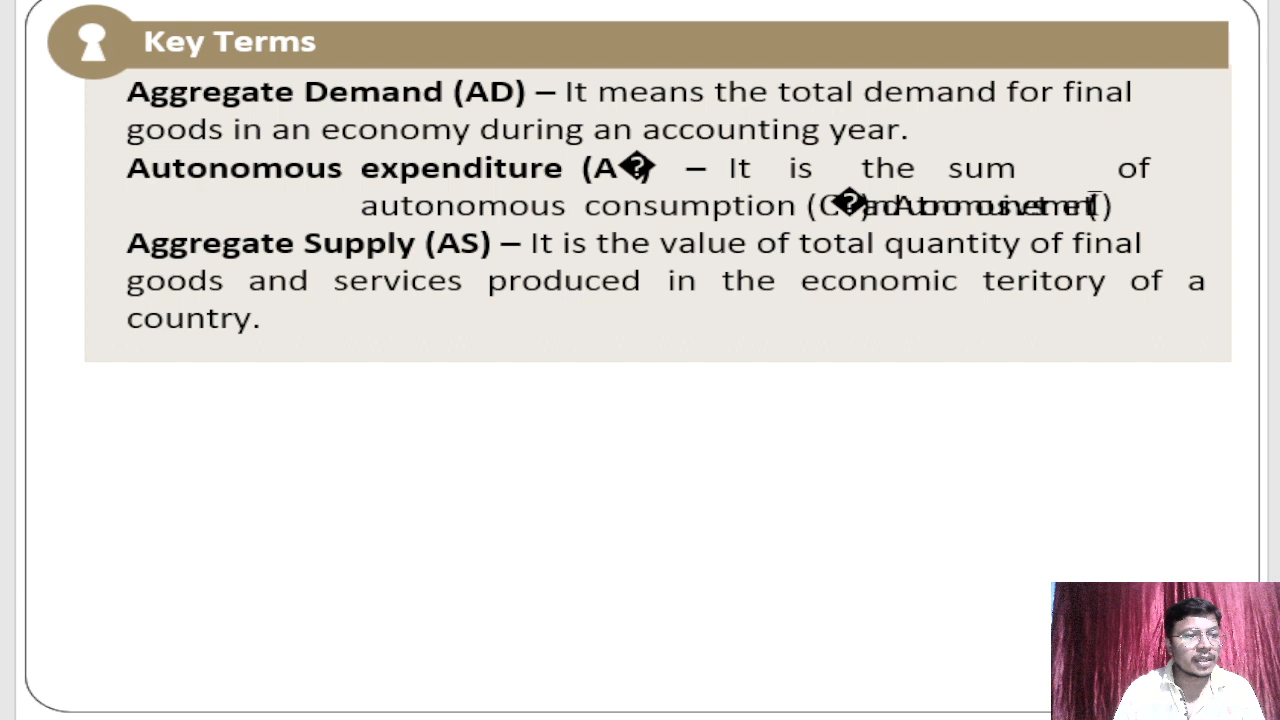 Key Terms
Aggregate Demand (AD) – It means the total demand for final
goods in an economy during an accounting year.
Autonomous expenditure (A�) – It is the sum of
autonomous consumption (C�)
Aggregate Supply (AS) – It is the value of total quantity of final
goods and services produced in the economic teritory of a
country.